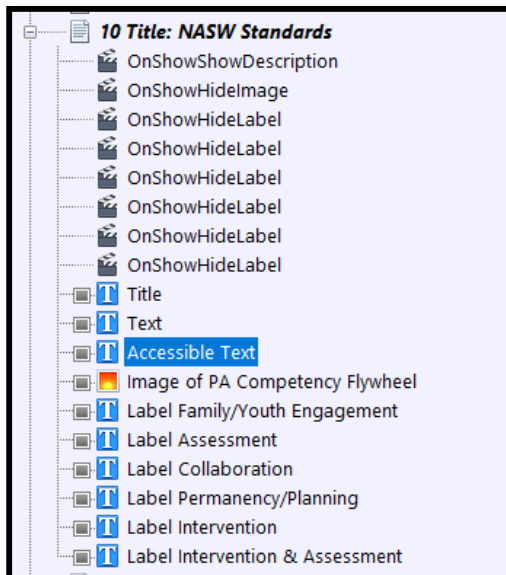 10 Title: NASW Standards
OnShowShowDescription
OnShowHideImage
OnShowHideLabel
OnShowHideLabel
OnShowHideLabel
OnShowHideLabel
OnShowHideLabel
OnShowHideLabel
Title
Text
Accessible Text
Image of PA Competency Flywheel
Label Family/Youth Engagement
Label Assessment
Label Collaboration
Label Permanency/Planning
Label Intervention
Label Intervention & Assessment